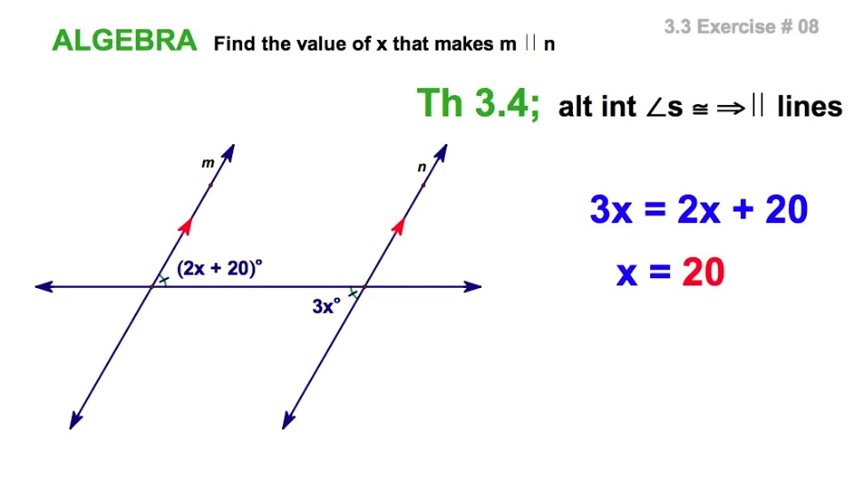 3.3 Exercise # 08
ALGEBRA Find the value of x that makes m || n
Th 3.4; alt int ∠s ≅ ⇒ || lines
m
n
3x = 2x + 20
(2x + 20)°
x = 20
3x°